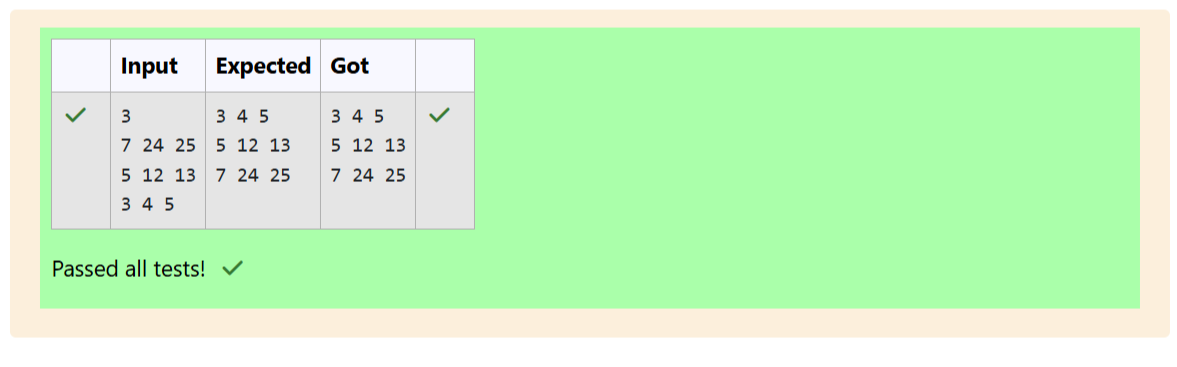 Input Expected Got
3 3 4 5 3 4 5
7 24 25 5 12 13 5 12 13
5 12 13 7 24 25 7 24 25
3 4 5
Passed all tests!